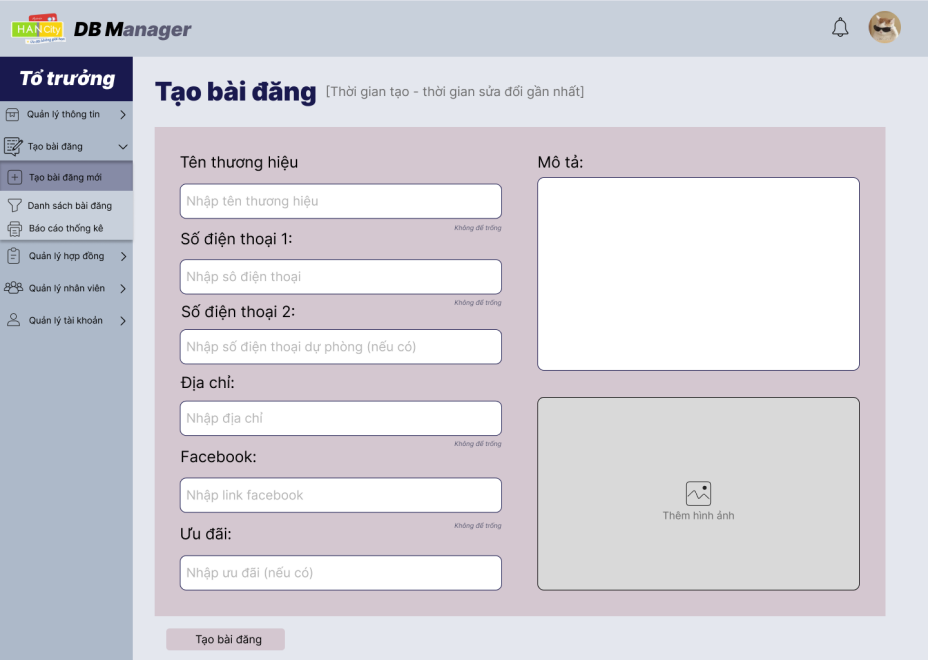 HANCity
DB Manager
Tổ trưởng
Quản lý thông tin
Tạo bài đăng
Tạo bài đăng mới
Danh sách bài đăng
Báo cáo thống kê
Quản lý hợp đồng
Quản lý nhân viên
Quản lý tài khoản
Tạo bài đăng [Thời gian tạo - thời gian sửa đổi gần nhất]
Tên thương hiệu
Nhập tên thương hiệu
Không để trống
Số điện thoại 1:
Nhập sô điện thoại
Không để trống
Số điện thoại 2:
Nhập số điện thoại dự phòng (nếu có)
Địa chỉ:
Nhập địa chỉ
Không để trống
Facebook:
Nhập link facebook
Không để trống
Ưu đãi:
Nhập ưu đãi (nếu có)
Mô tả:
Thêm hình ảnh
Tạo bài đăng